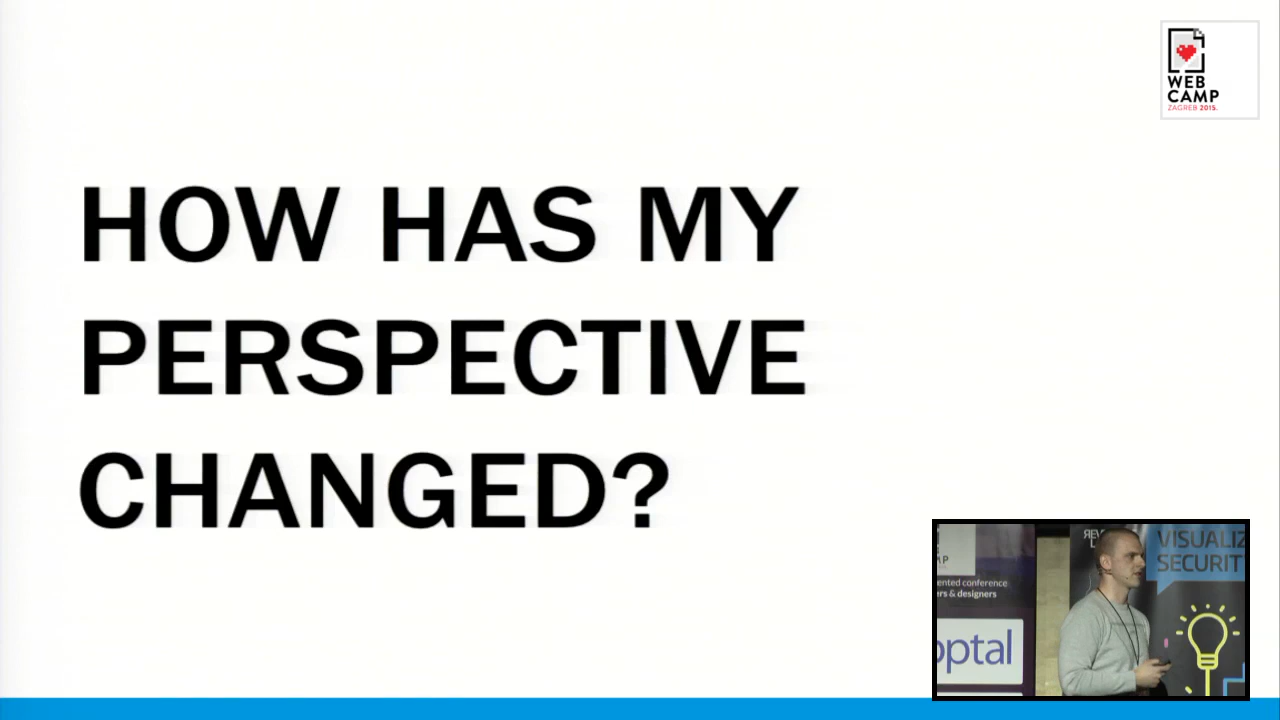 WEB
CAMP
ZAGREB 2015.
HOW HAS MY
PERSPECTIVE
CHANGED?
VISUALIZ
SECURIT
ented conference
ers & designers
optal